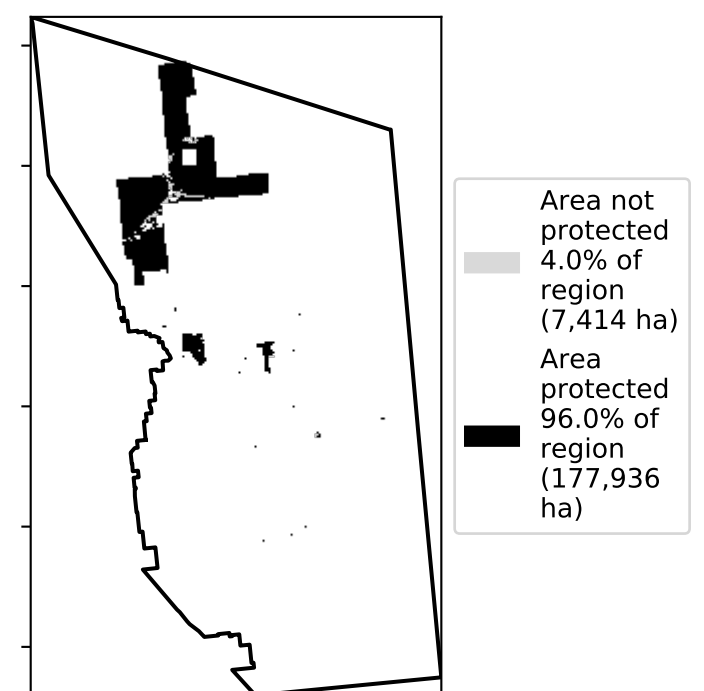 Area not
protected
4.0% of
region
(7,414 ha)
Area
protected
96.0% of
region
(177,936
ha)